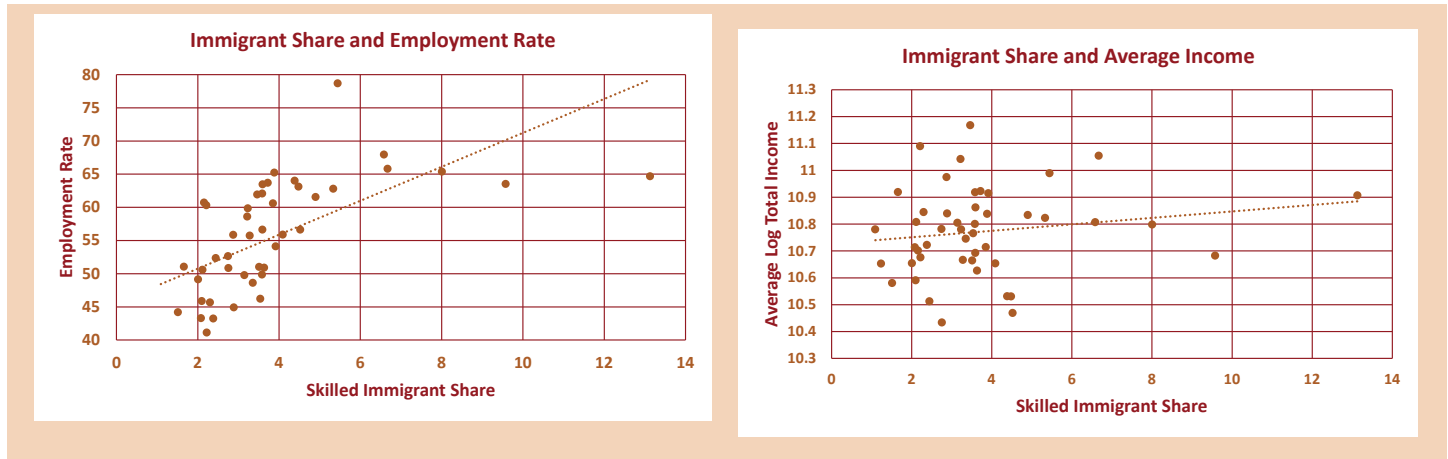 Immigrant Share and Employment Rate
Employment Rate
80
75
70
65
60
55
50
45
40
0 2 4 6 8 10 12 14
Skilled Immigrant Share
Immigrant Share and Average Income
Average Log Total Income
11.3
11.2
11.1
11
10.9
10.8
10.7
10.6
10.5
10.4
10.3
0 2 4 6 8 10 12 14
Skilled Immigrant Share